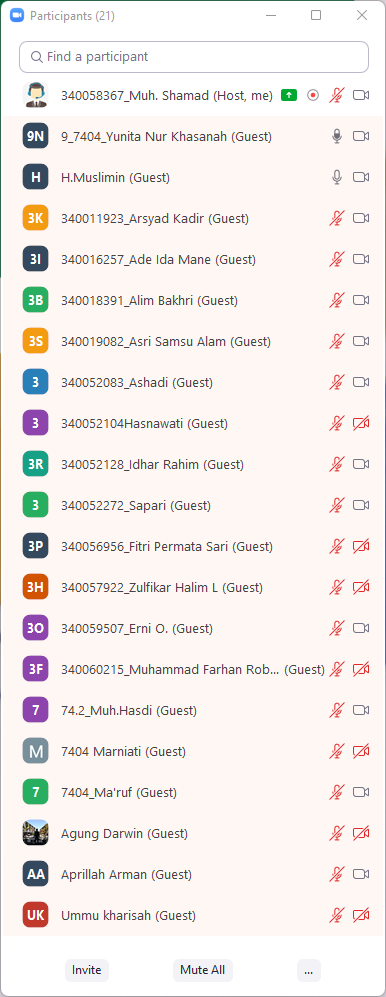 Participants (21)
Find a participant
340058367_Muh. Shamad (Host, me)
9N 9_7404_Yunita Nur Khasanah (Guest)
H H.Muslimin (Guest)
3K 340011923_Arsyad Kadir (Guest)
3I 340016257_Ade Ida Mane (Guest)
3B 340018391_Alim Bakhri (Guest)
3S 340019082_Asri Samsu Alam (Guest)
3 340052083_Ashadi (Guest)
3 340052104Hasnawati (Guest)
3R 340052128_Idhar Rahim (Guest)
3 340052272_Sapari (Guest)
3P 340056956_Fitri Permata Sari (Guest)
3H 340057922_Zulfikar Halim L (Guest)
3O 340059507_Erni O. (Guest)
3F 340060215_Muhammad Farhan Rob... (Guest)
7 74.2_Muh.Hasdi (Guest)
M 7404 Marniati (Guest)
7 7404_Ma'ruf (Guest)
Agung Darwin (Guest)
AA Aprillah Arman (Guest)
UK Ummu kharisah (Guest)
Invite Mute All ...